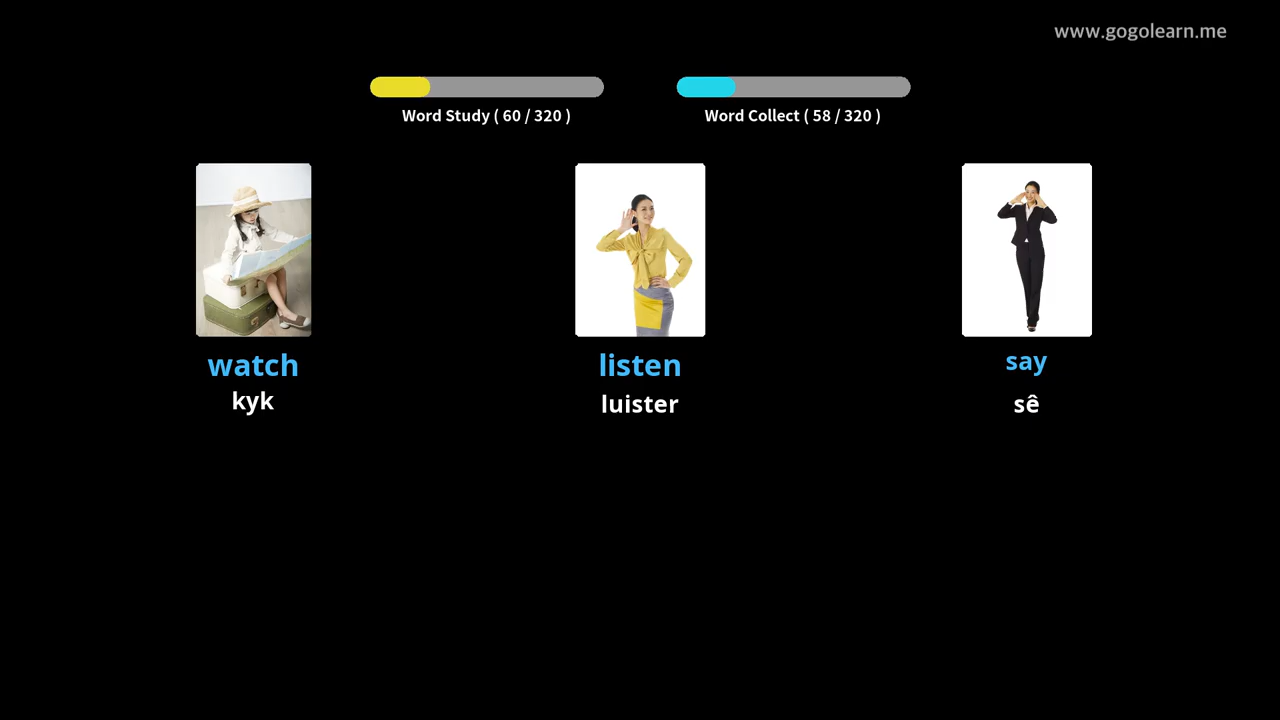 www.gogolearn.me
Word Study ( 60 / 320 )
Word Collect ( 58 / 320 )
watch
kyk
listen
luister
say
sê